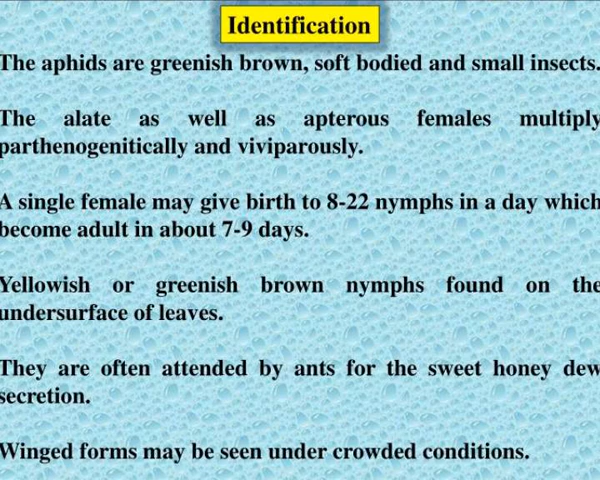 Identification
The aphids are greenish brown, soft bodied and small insects.
The alate as well as apterous females multiply
parthenogenitically and viviparously.
A single female may give birth to 8-22 nymphs in a day which
become adult in about 7-9 days.
Yellowish or greenish brown nymphs found on the
undersurface of leaves.
They are often attended by ants for the sweet honey dew
secretion.
Winged forms may be seen under crowded conditions.